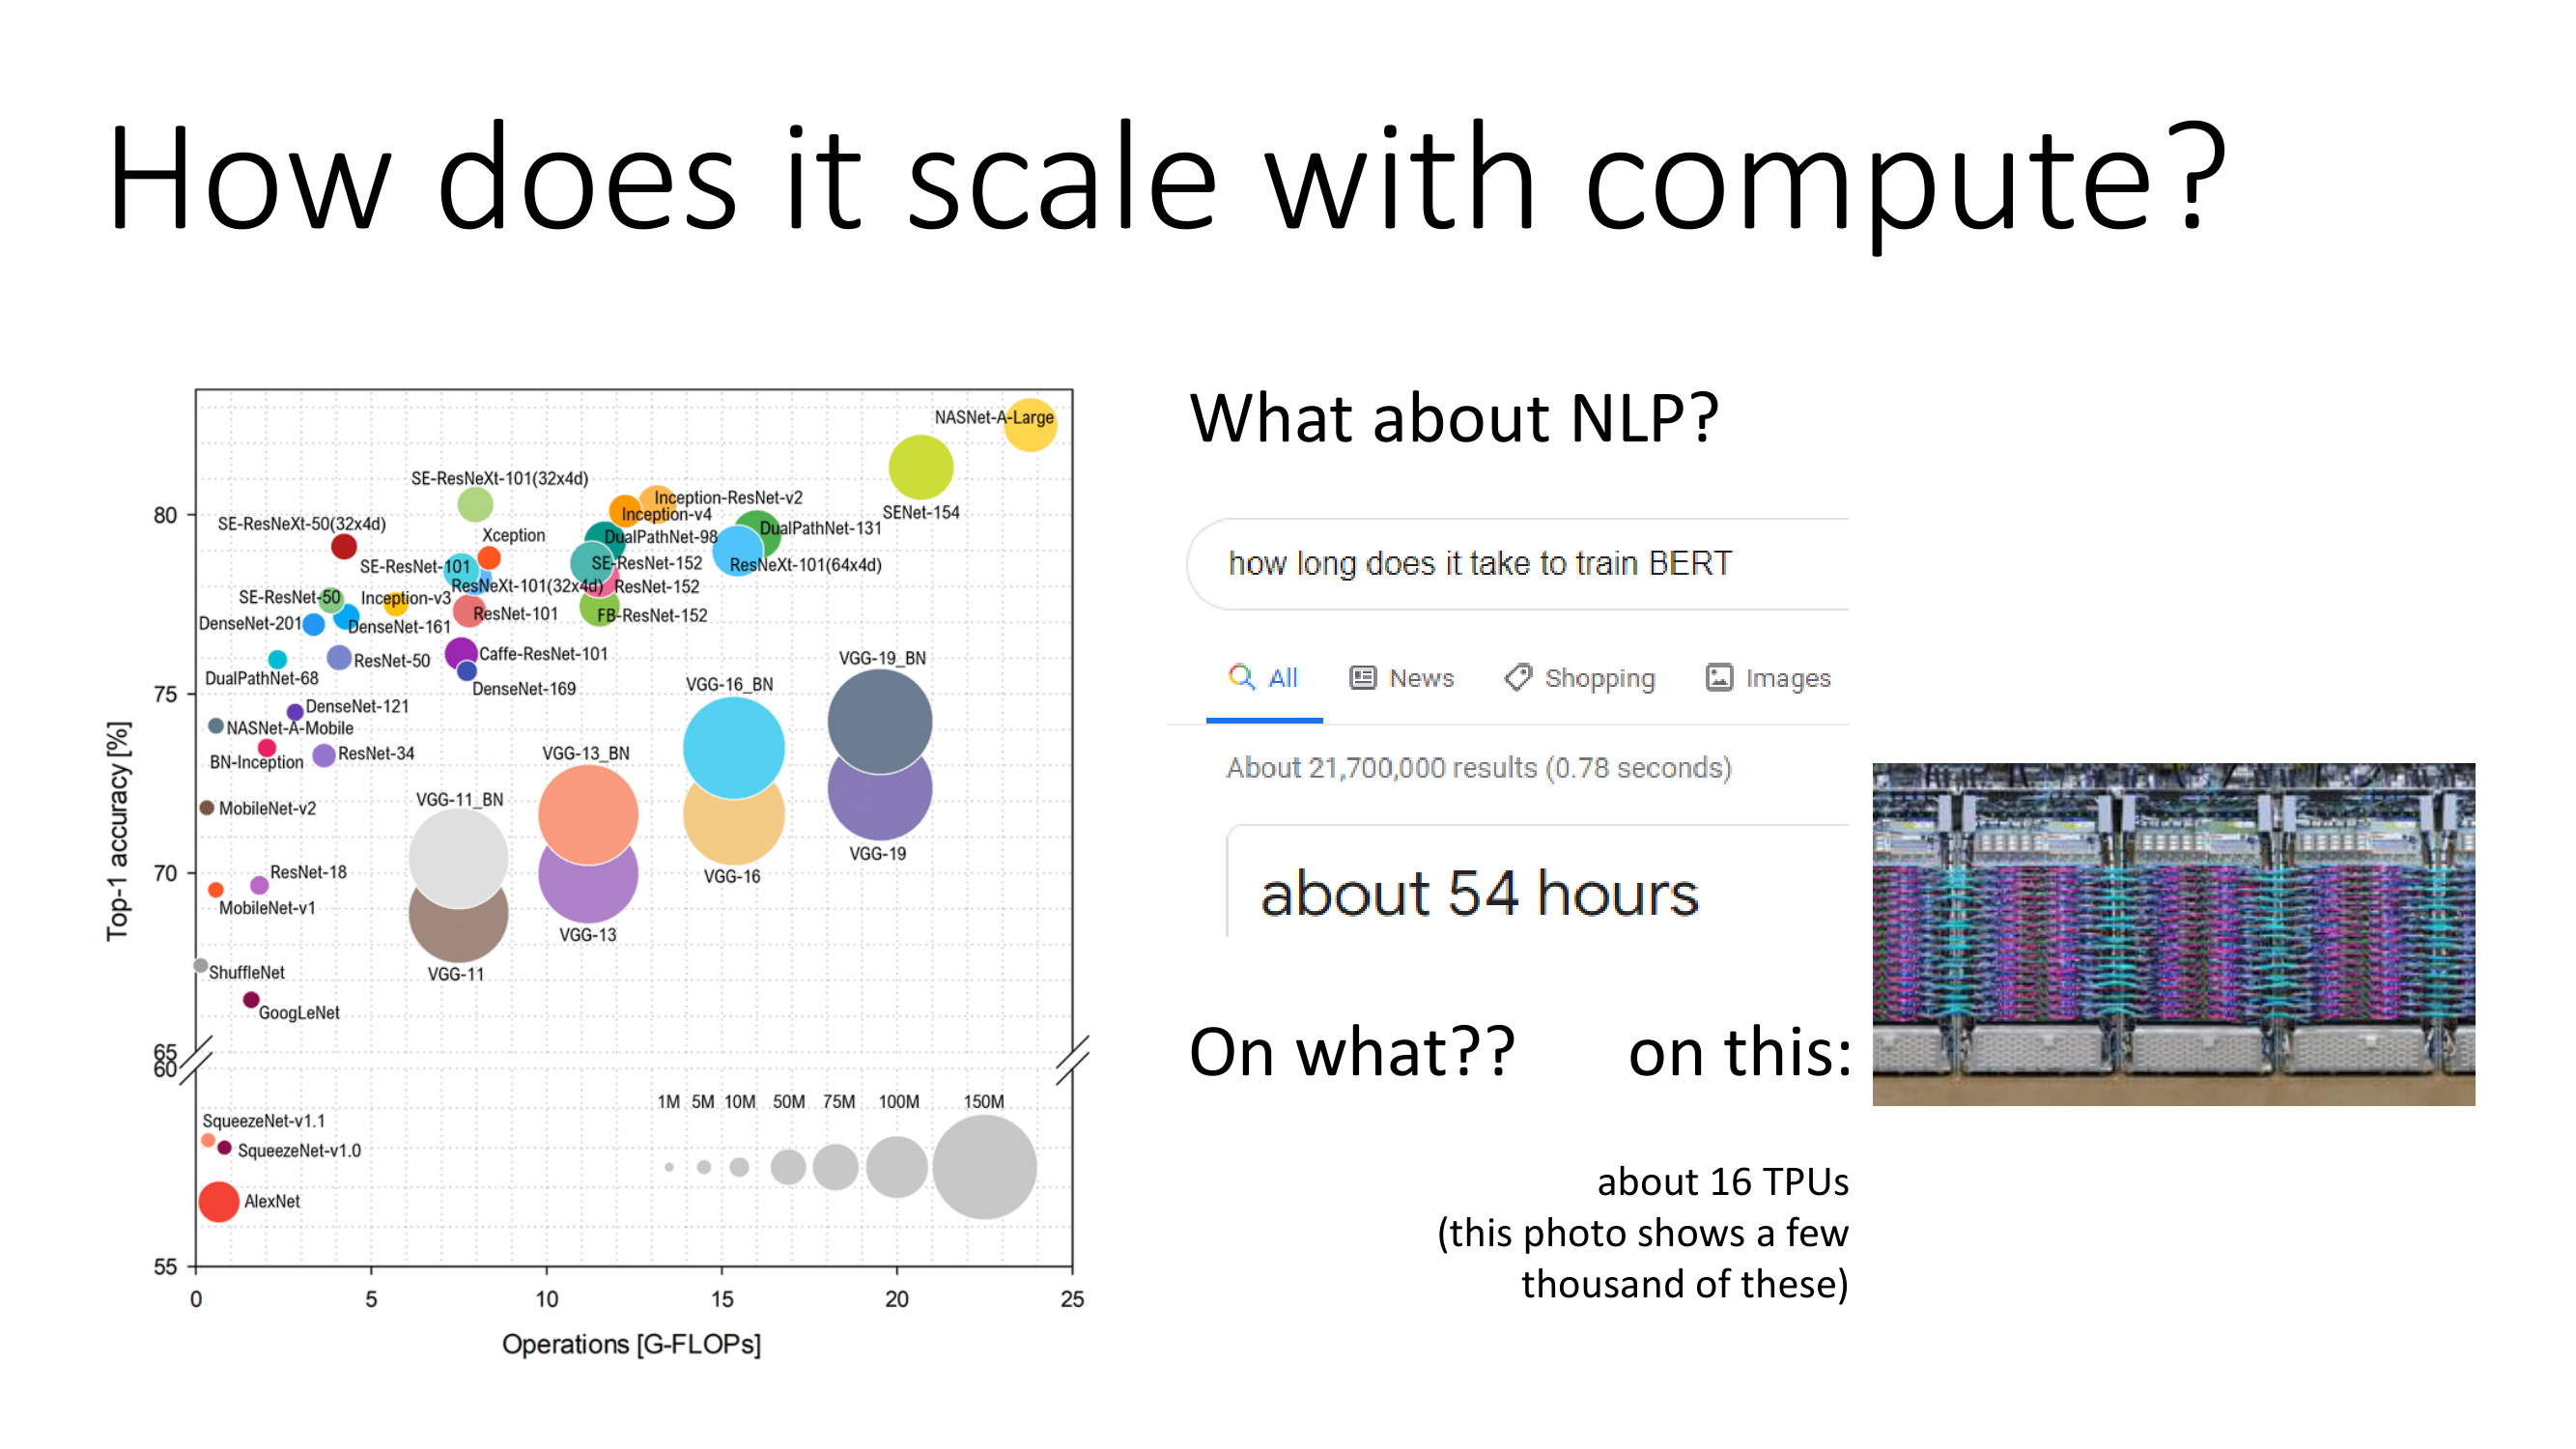 How does it scale with compute?
NASNet-A-Large
SE-ResNeXt-101(32x4d)
Inception-ResNet-v2
SENet-154
80
Inception-v4
SE-ResNeXt-50(32x4d)
DualPathNet-131
Xception
DualPathNet-98
SE-ResNet-152
ResNeXt-101(64x4d)
SE-ResNet-101
ResNeXt-101(32x4d)
ResNet-152
SE-ResNet-50
Inception-v3
ResNet-101
FB-ResNet-152
DenseNet-201
DenseNet-161
Caffe-ResNet-101
ResNet-50
VGG-19_BN
DualPathNet-68
VGG-16_BN
75
DenseNet-169
DenseNet-121
NASNet-A-Mobile
BN-Inception
ResNet-34
VGG-13_BN
MobileNet-v2
VGG-11_BN
VGG-19
70
ResNet-18
VGG-16
MobileNet-v1
VGG-13
ShuffleNet
VGG-11
GoogLeNet
65
60
1M 5M 10M 50M 75M 100M 150M
SqueezeNet-v1.1
SqueezeNet-v1.0
AlexNet
55
0 5 10 15 20 25
Operations [G-FLOPs]
Top-1 accuracy [%]
What about NLP?
how long does it take to train BERT
All News Shopping Images
About 21,700,000 results (0.78 seconds)
about 54 hours
On what?? on this:
about 16 TPUs
(this photo shows a few
thousand of these)